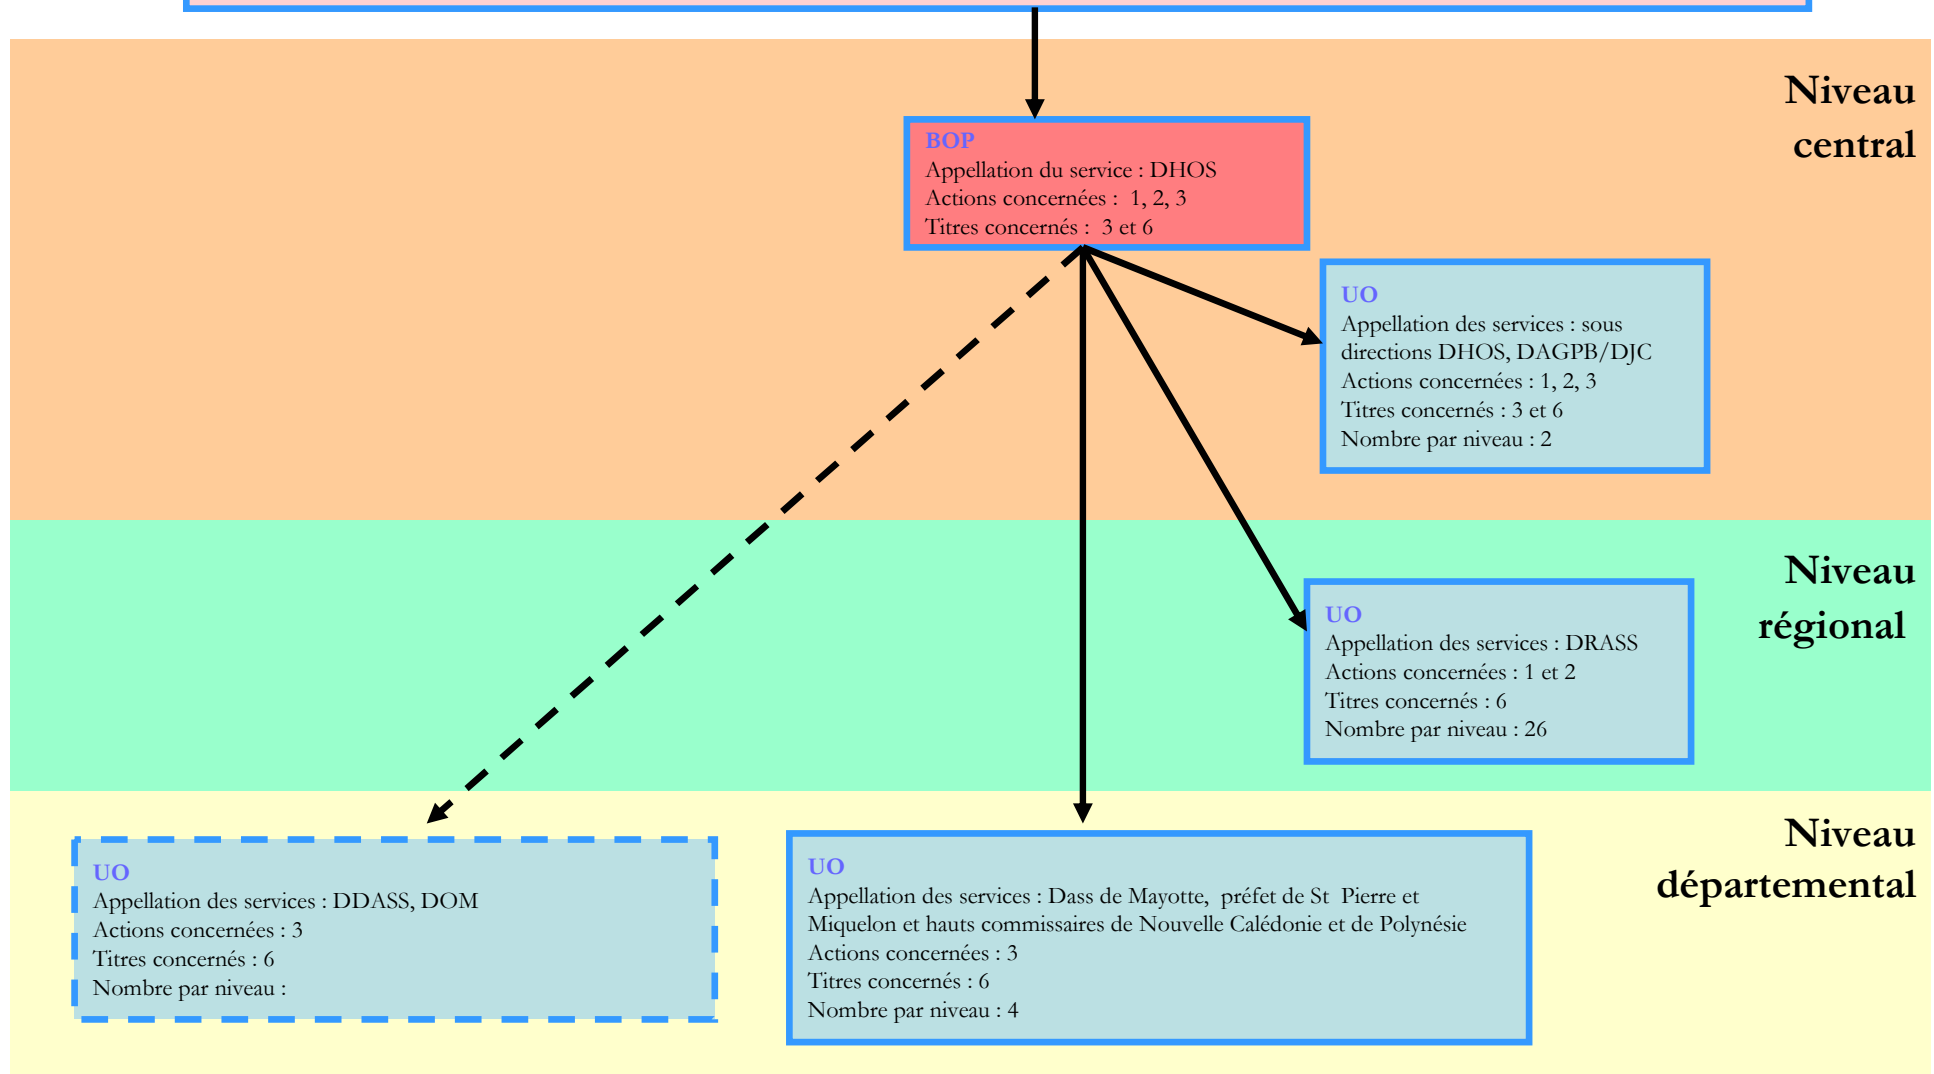 Niveau
central
BOP
Appellation du service : DHOS
Actions concernées :  1, 2, 3
Titres concernés :  3 et 6
UO
Appellation des services : sous
directions DHOS, DAGPB/DJC
Actions concernées : 1, 2, 3
Titres concernés : 3 et 6
Nombre par niveau : 2
Niveau
régional
UO
Appellation des services : DRASS
Actions concernées : 1 et 2
Titres concernés : 6
Nombre par niveau : 26
Niveau
départemental
UO
Appellation des services : DDASS, DOM
Actions concernées : 3
Titres concernés : 6
Nombre par niveau :
UO
Appellation des services : Dass de Mayotte,  préfet de St  Pierre et
Miquelon et hauts commissaires de Nouvelle Calédonie et de Polynésie
Actions concernées : 3
Titres concernés : 6
Nombre par niveau : 4